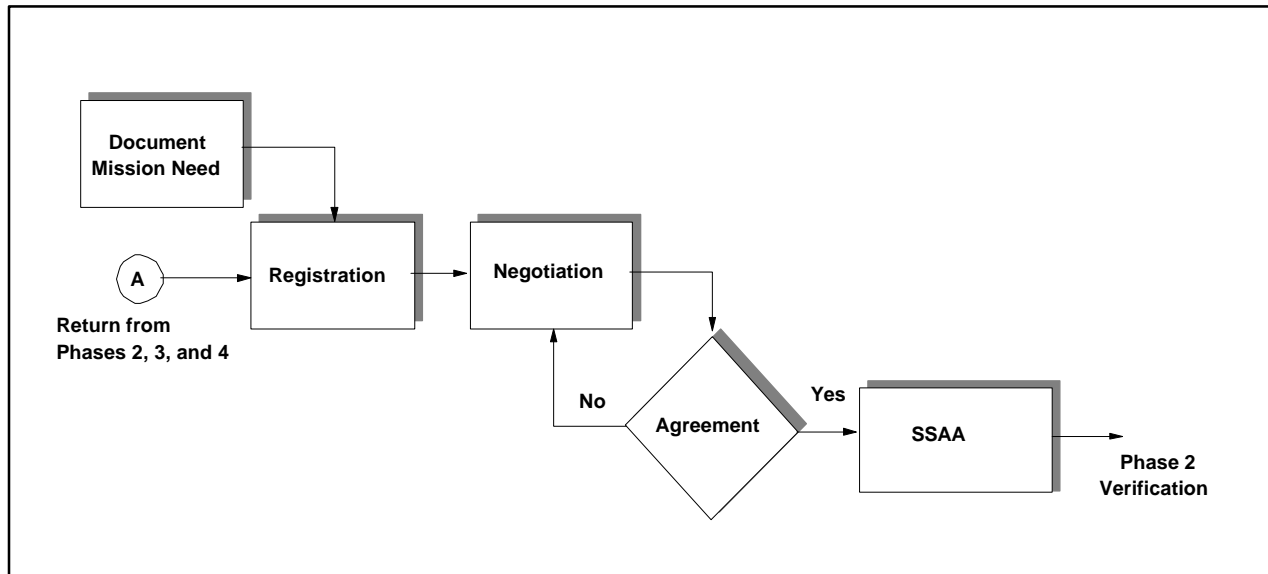 Document
Mission Need
Registration
Negotiation
A
Return from
Phases 2, 3, and 4
No
Agreement
Yes
SSAA
Phase 2
Verification